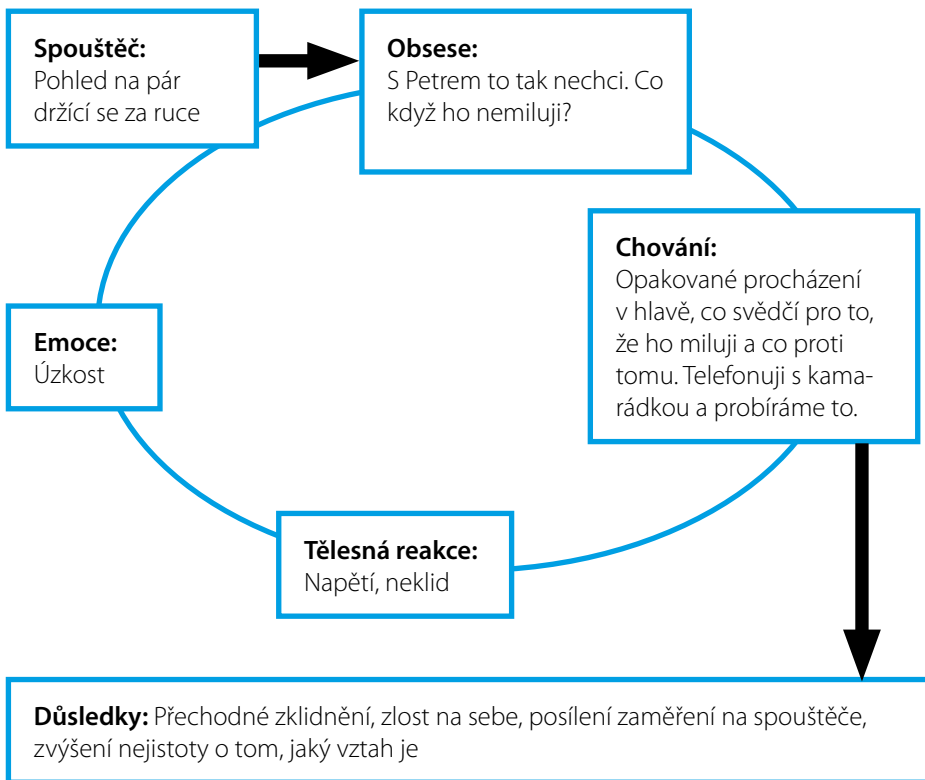 Spouštěč:
Pohled na pár
držící se za ruce
Obsese:
S Petrem to tak nechci. Co
když ho nemiluji?
Chování:
Opakované procházení
v hlavě, co svědčí pro to,
že ho miluji a co proti
tomu. Telefonuji s kama-
rádkou a probíráme to.
Emoce:
Úzkost
Tělesná reakce:
Napětí, neklid
Důsledky: Přechodné zklidnění, zlost na sebe, posílení zaměření na spouštěče,
zvýšení nejistoty o tom, jaký vztah je